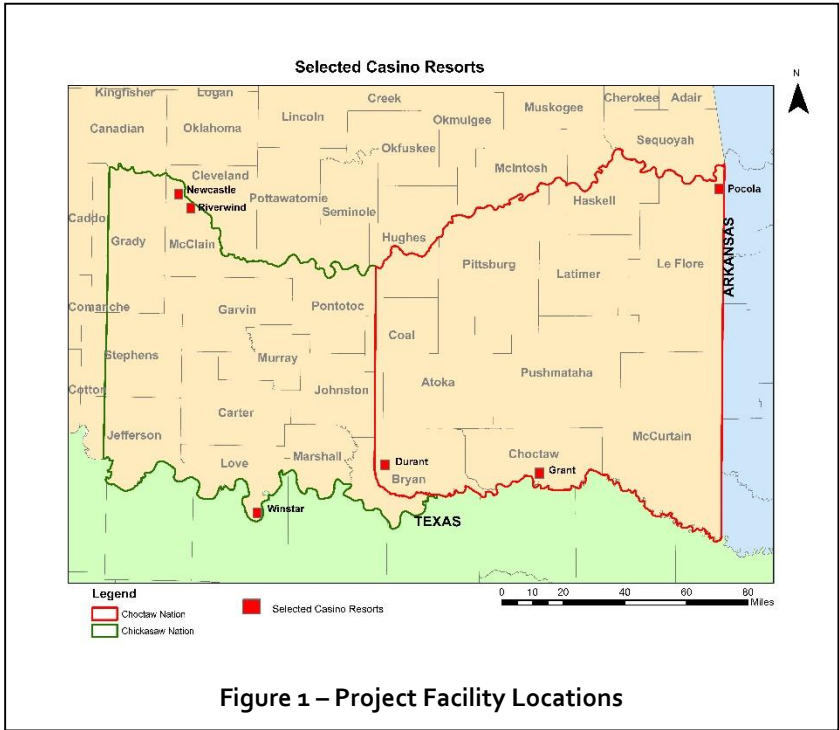 Selected Casino Resorts
N
Kingfisher Logan Creek Cherokee Adair
Lincoln Muskogee
Canadian Oklahoma Okmulgee
Sequoyah
Okfuskee
McIntosh
Cleveland
Newcastle Pocola
Pottawatomie Haskell
Riverwind Seminole
Caddo
Grady McClain Hughes
Pittsburg Le Flore
Latimer
ARKANSAS
Comanche Garvin Pontotoc
Coal
Stephens Murray
Pushmataha
Cotton Johnston Atoka
Carter
Jefferson McCurtain
Marshall Choctaw
Love Durant Grant
Bryan
Winstar
TEXAS
Legend
Choctaw Nation
Selected Casino Resorts
Chickasaw Nation
0 10 20 40 60 80
Miles
Figure 1 – Project Facility Locations